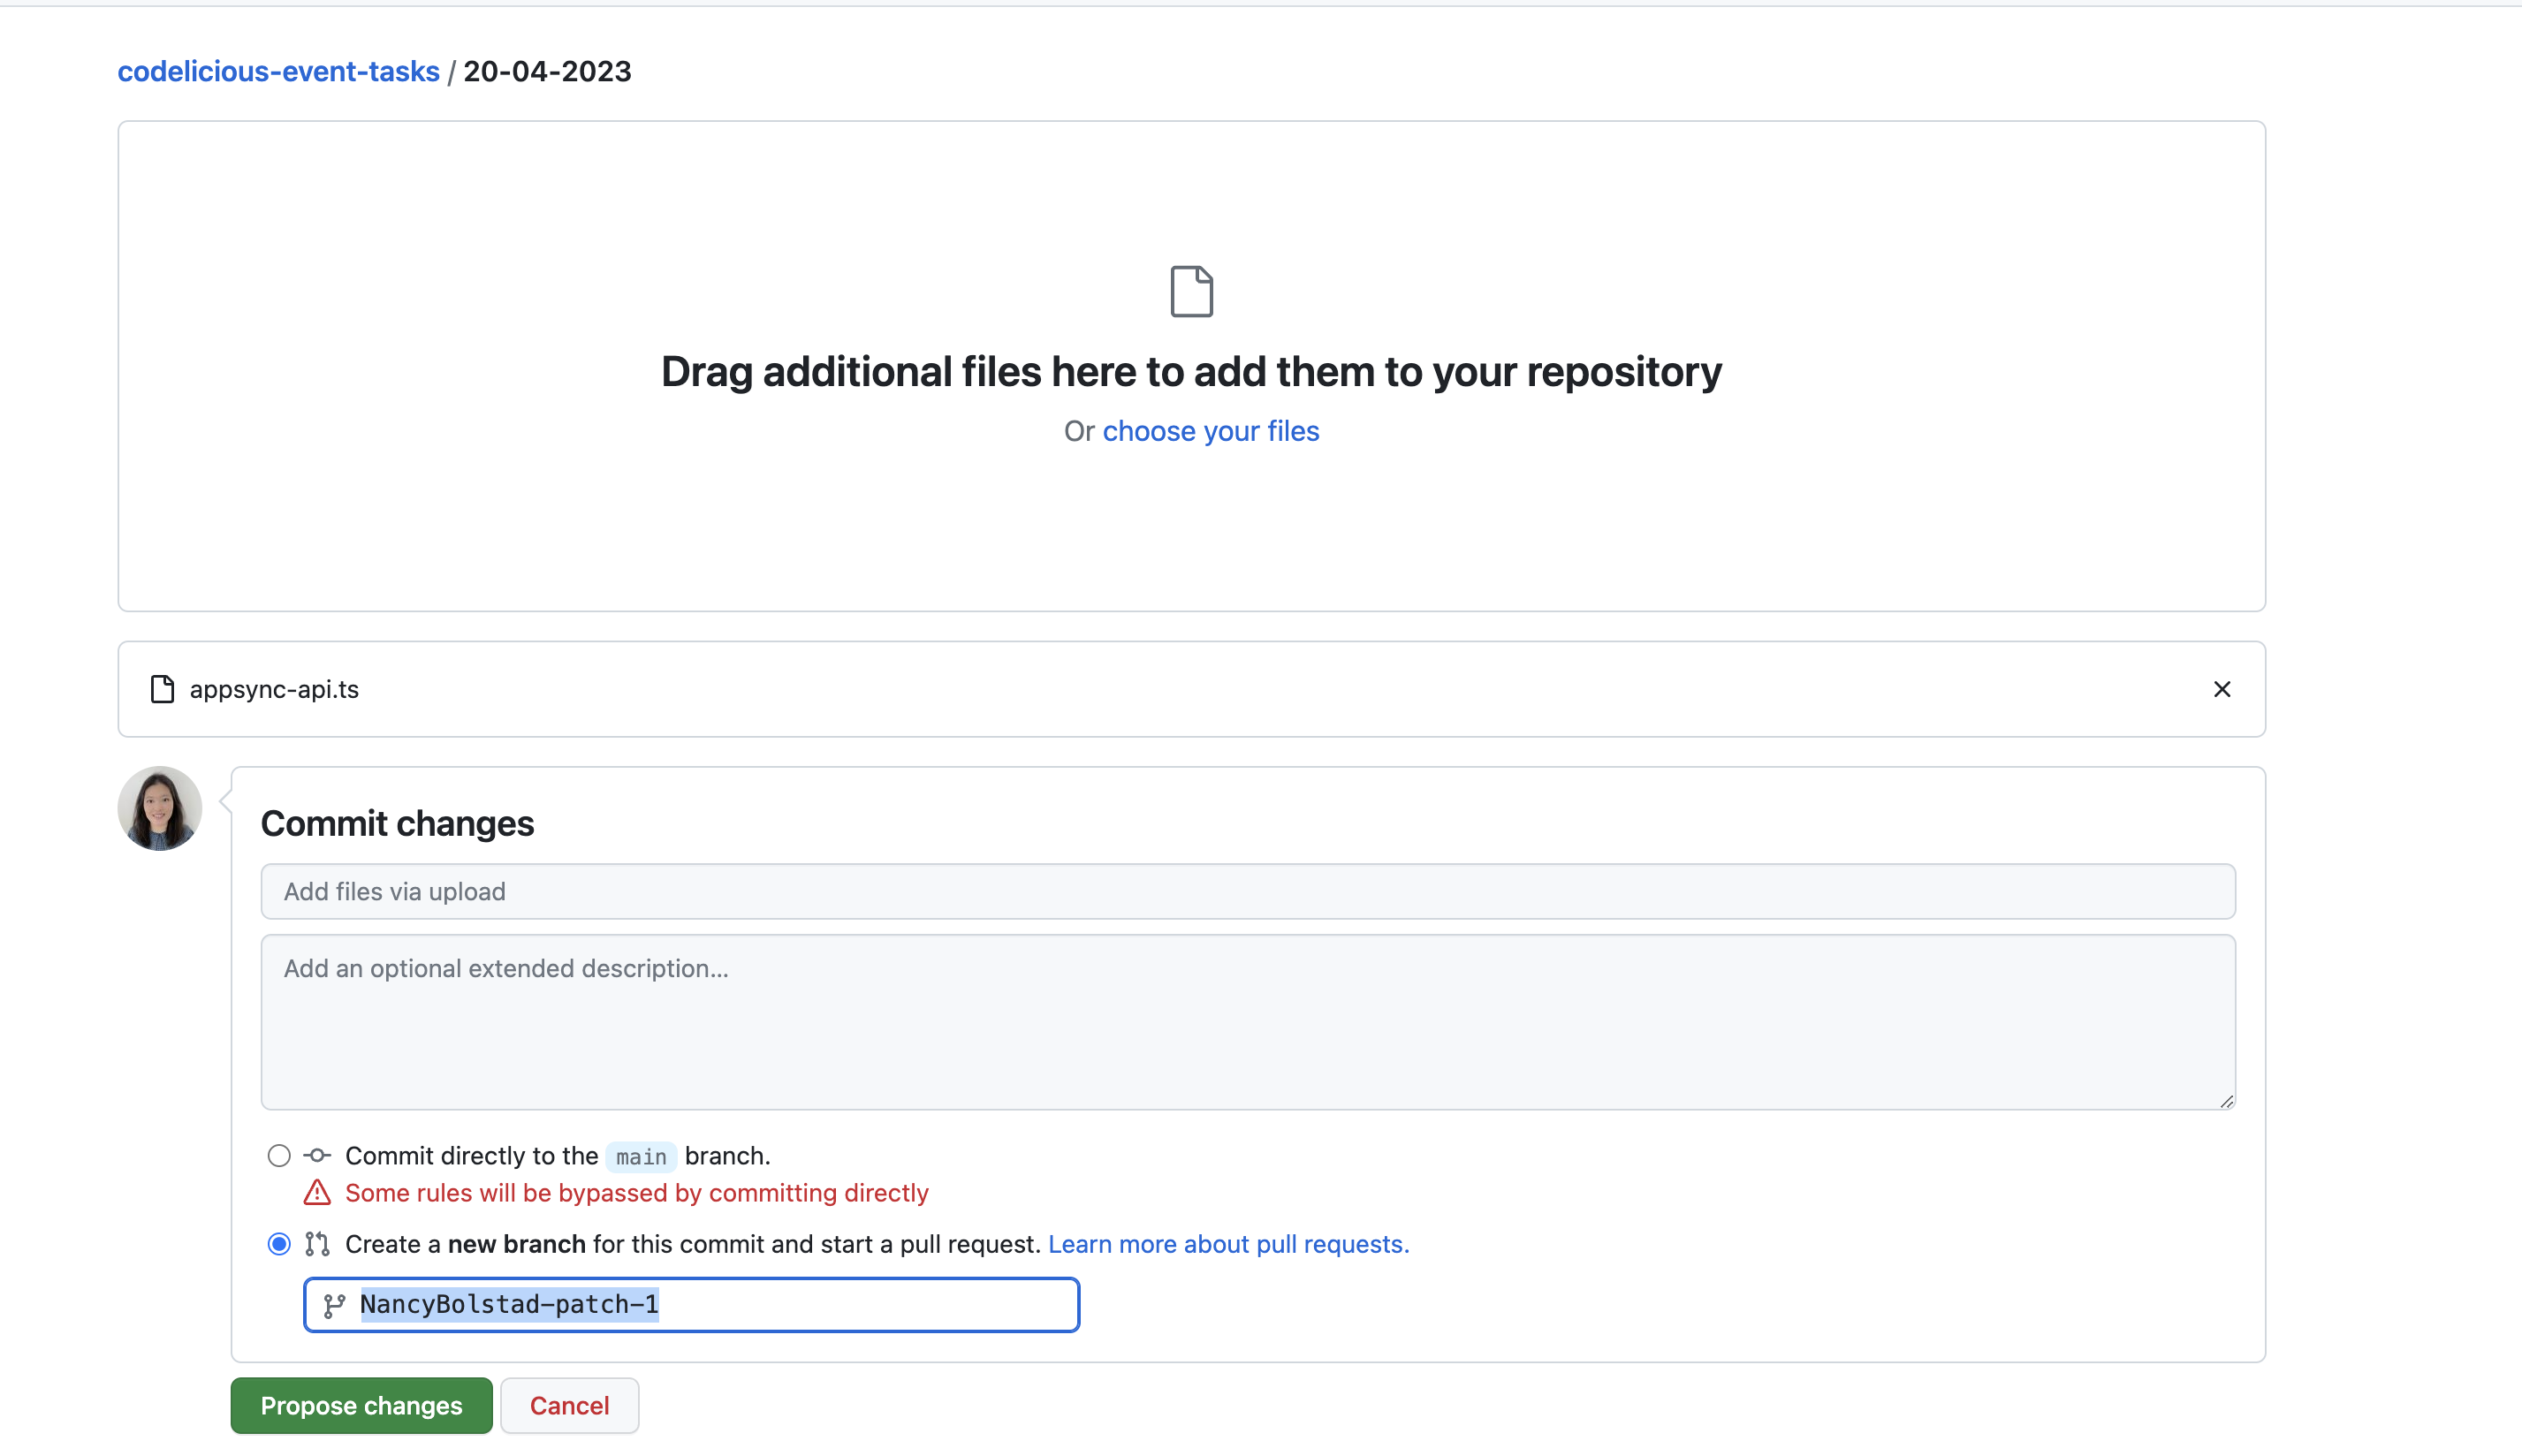 codelicious-event-tasks / 20-04-2023
Drag additional files here to add them to your repository
Or choose your files
appsync-api.ts
Commit changes
Add files via upload
Add an optional extended description...
Commit directly to the main branch.
Some rules will be bypassed by committing directly
Create a new branch for this commit and start a pull request. Learn more about pull requests.
NancyBolstad-patch-1
Propose changes
Cancel